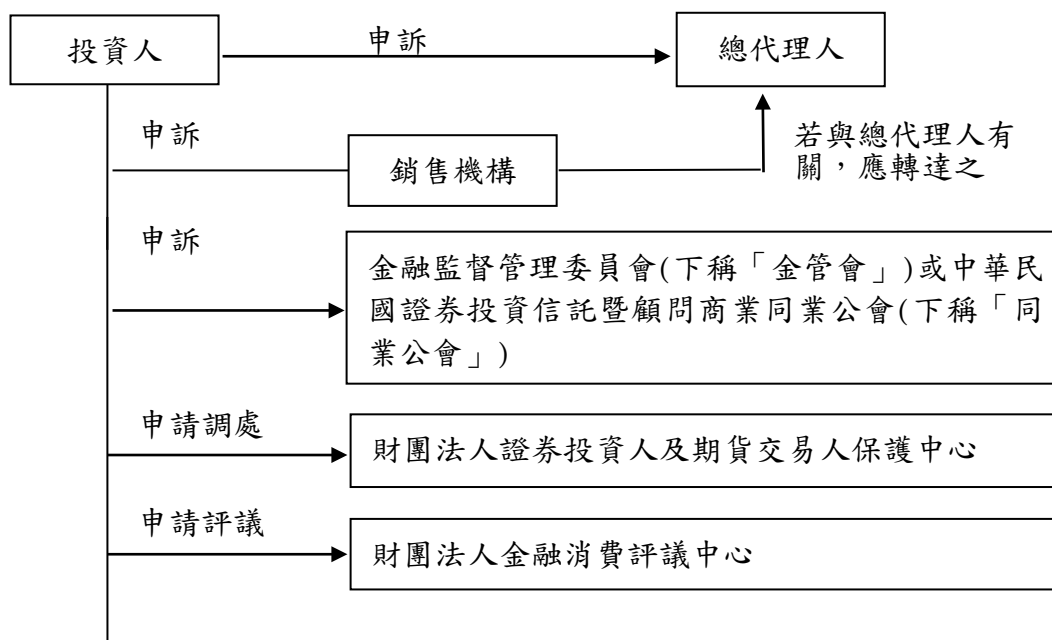 投資人
申訴
總代理人
申訴
銷售機構
若與總代理人有
關，應轉達之
申訴
金融監督管理委員會(下稱「金管會」)或中華民
國證券投資信託暨顧問商業同業公會(下稱「同
業公會」)
申請調處
財團法人證券投資人及期貨交易人保護中心
申請評議
財團法人金融消費評議中心